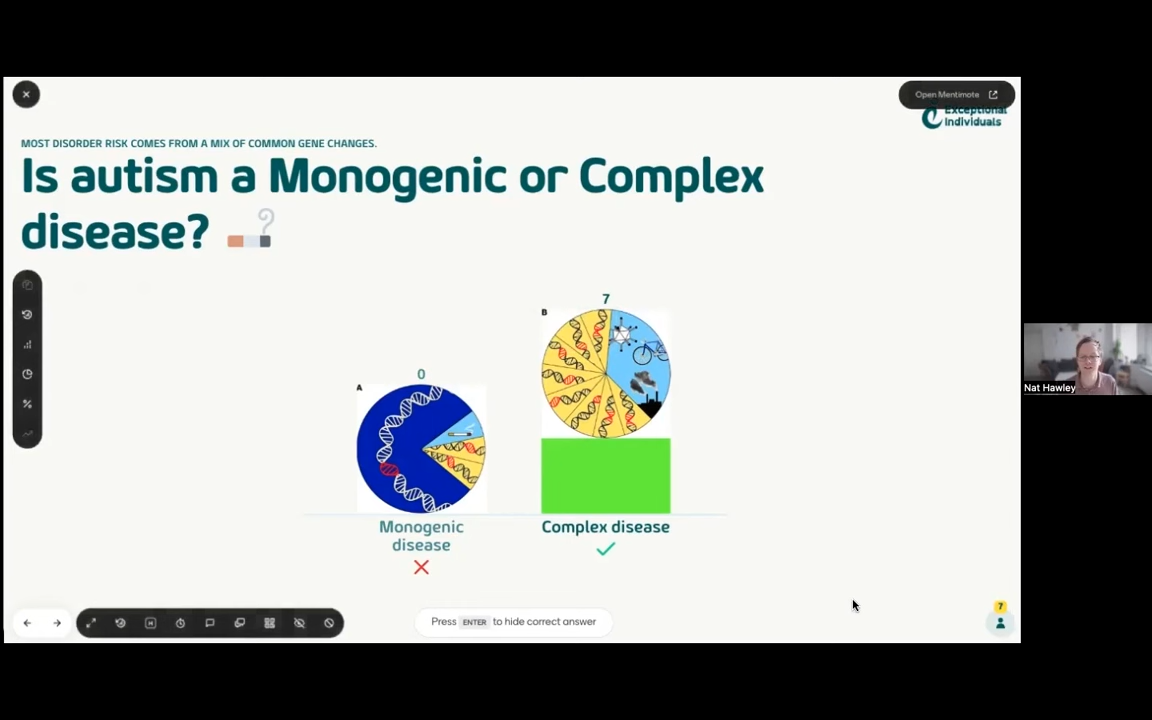 Open Mentimote
Exceptional
Individuals
MOST DISORDER RISK COMES FROM A MIX OF COMMON GENE CHANGES.
Is autism a Monogenic or Complex
disease?
7
B
0
A
Monogenic
disease
Complex disease
Press ENTER to hide correct answer
7
Nat Hawley